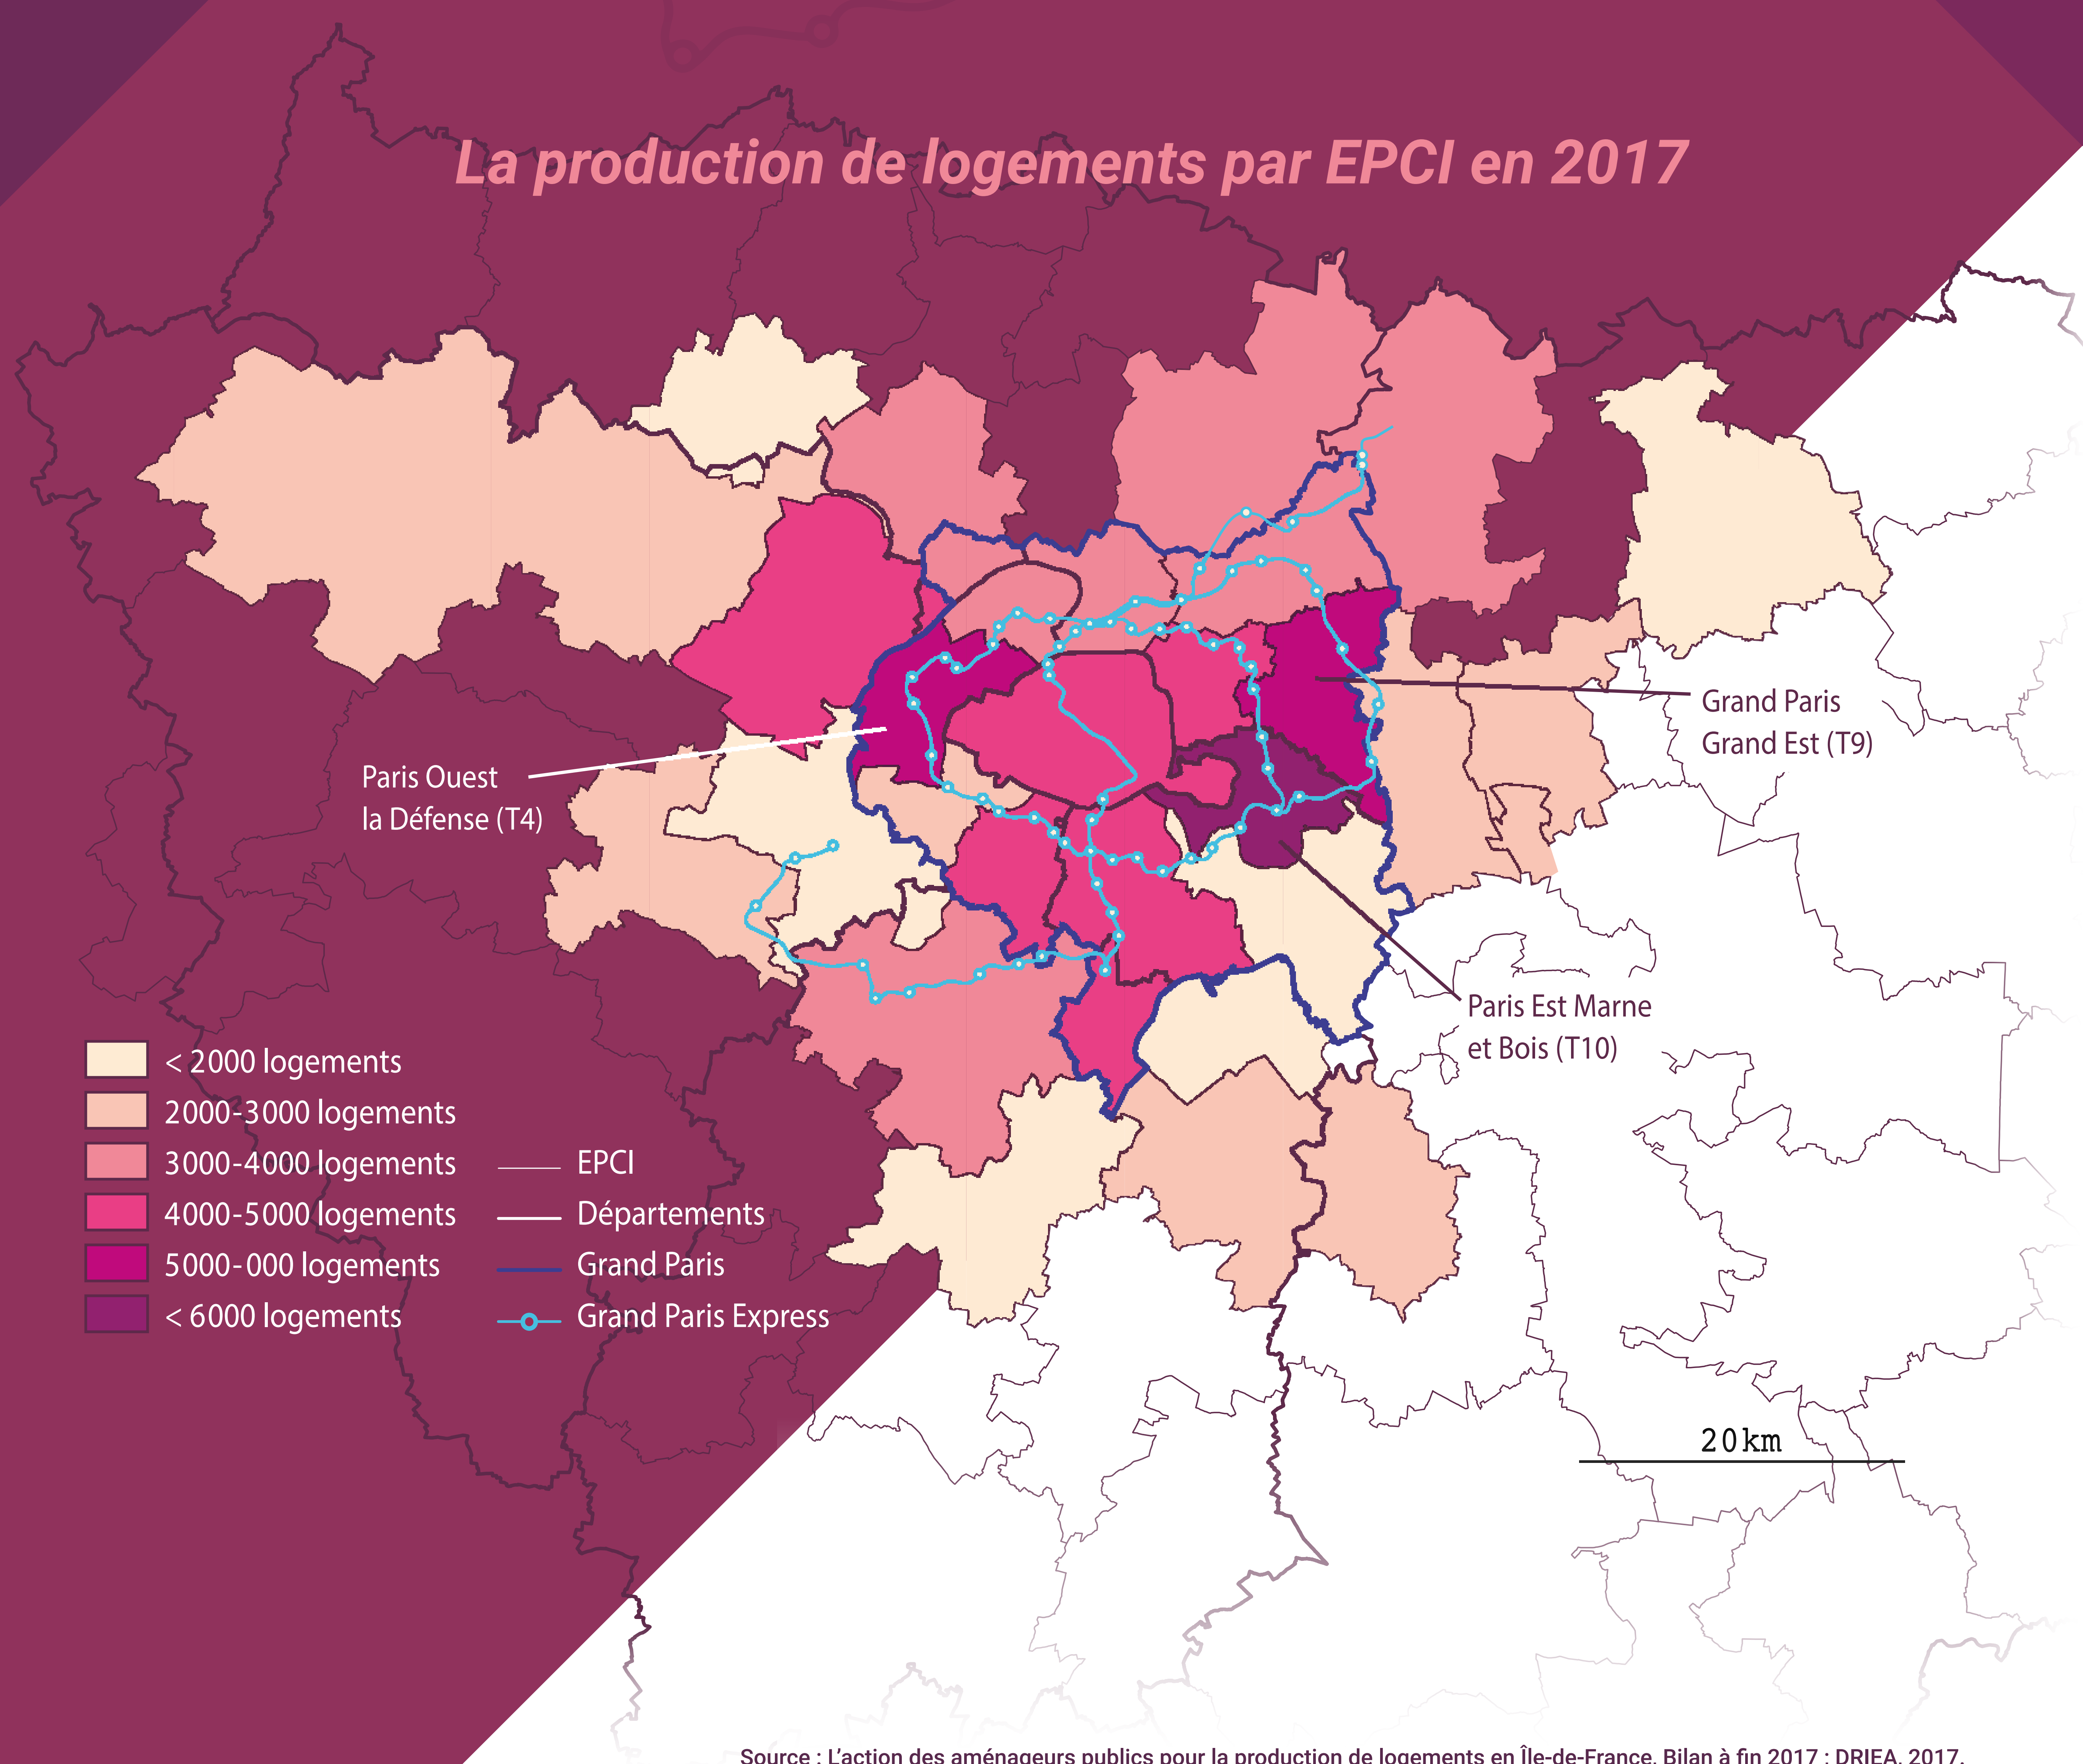 La production de logements par EPCI en 2017
Paris Ouest
la Défense (T4)
Grand Paris
Grand Est (T9)
Paris Est Marne
et Bois (T10)
< 2000 logements
2000-3000 logements
3000-4000 logements
4000-5000 logements
5000-000 logements
< 6000 logements
EPCI
Départements
Grand Paris
Grand Paris Express
20km
Source : L'action des aménageurs publics pour la production de logements en Île-de-France. Bilan à fin 2017 ; DRIEA, 2017.